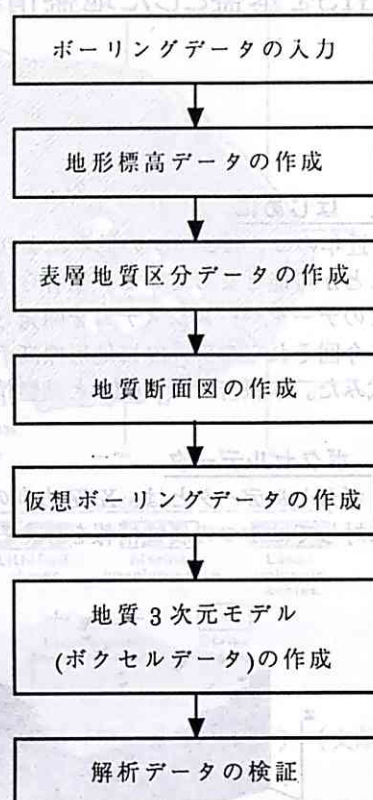 ボーリングデータの入力
地形標高データの作成
表層地質区分データの作成
地質断面図の作成
仮想ボーリングデータの作成
地質3次元モデル
(ボクセルデータ)の作成
解析データの検証